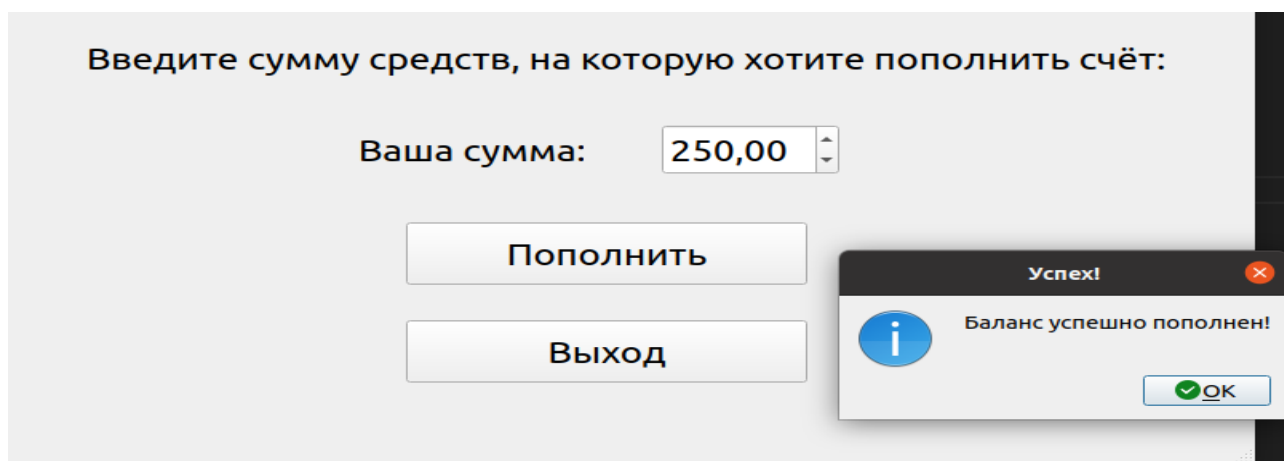 Введите сумму средств, на которую хотите пополнить счёт:
Ваша сумма: 250,00
Пополнить
Выход
Успех!
Баланс успешно пополнен!
OK